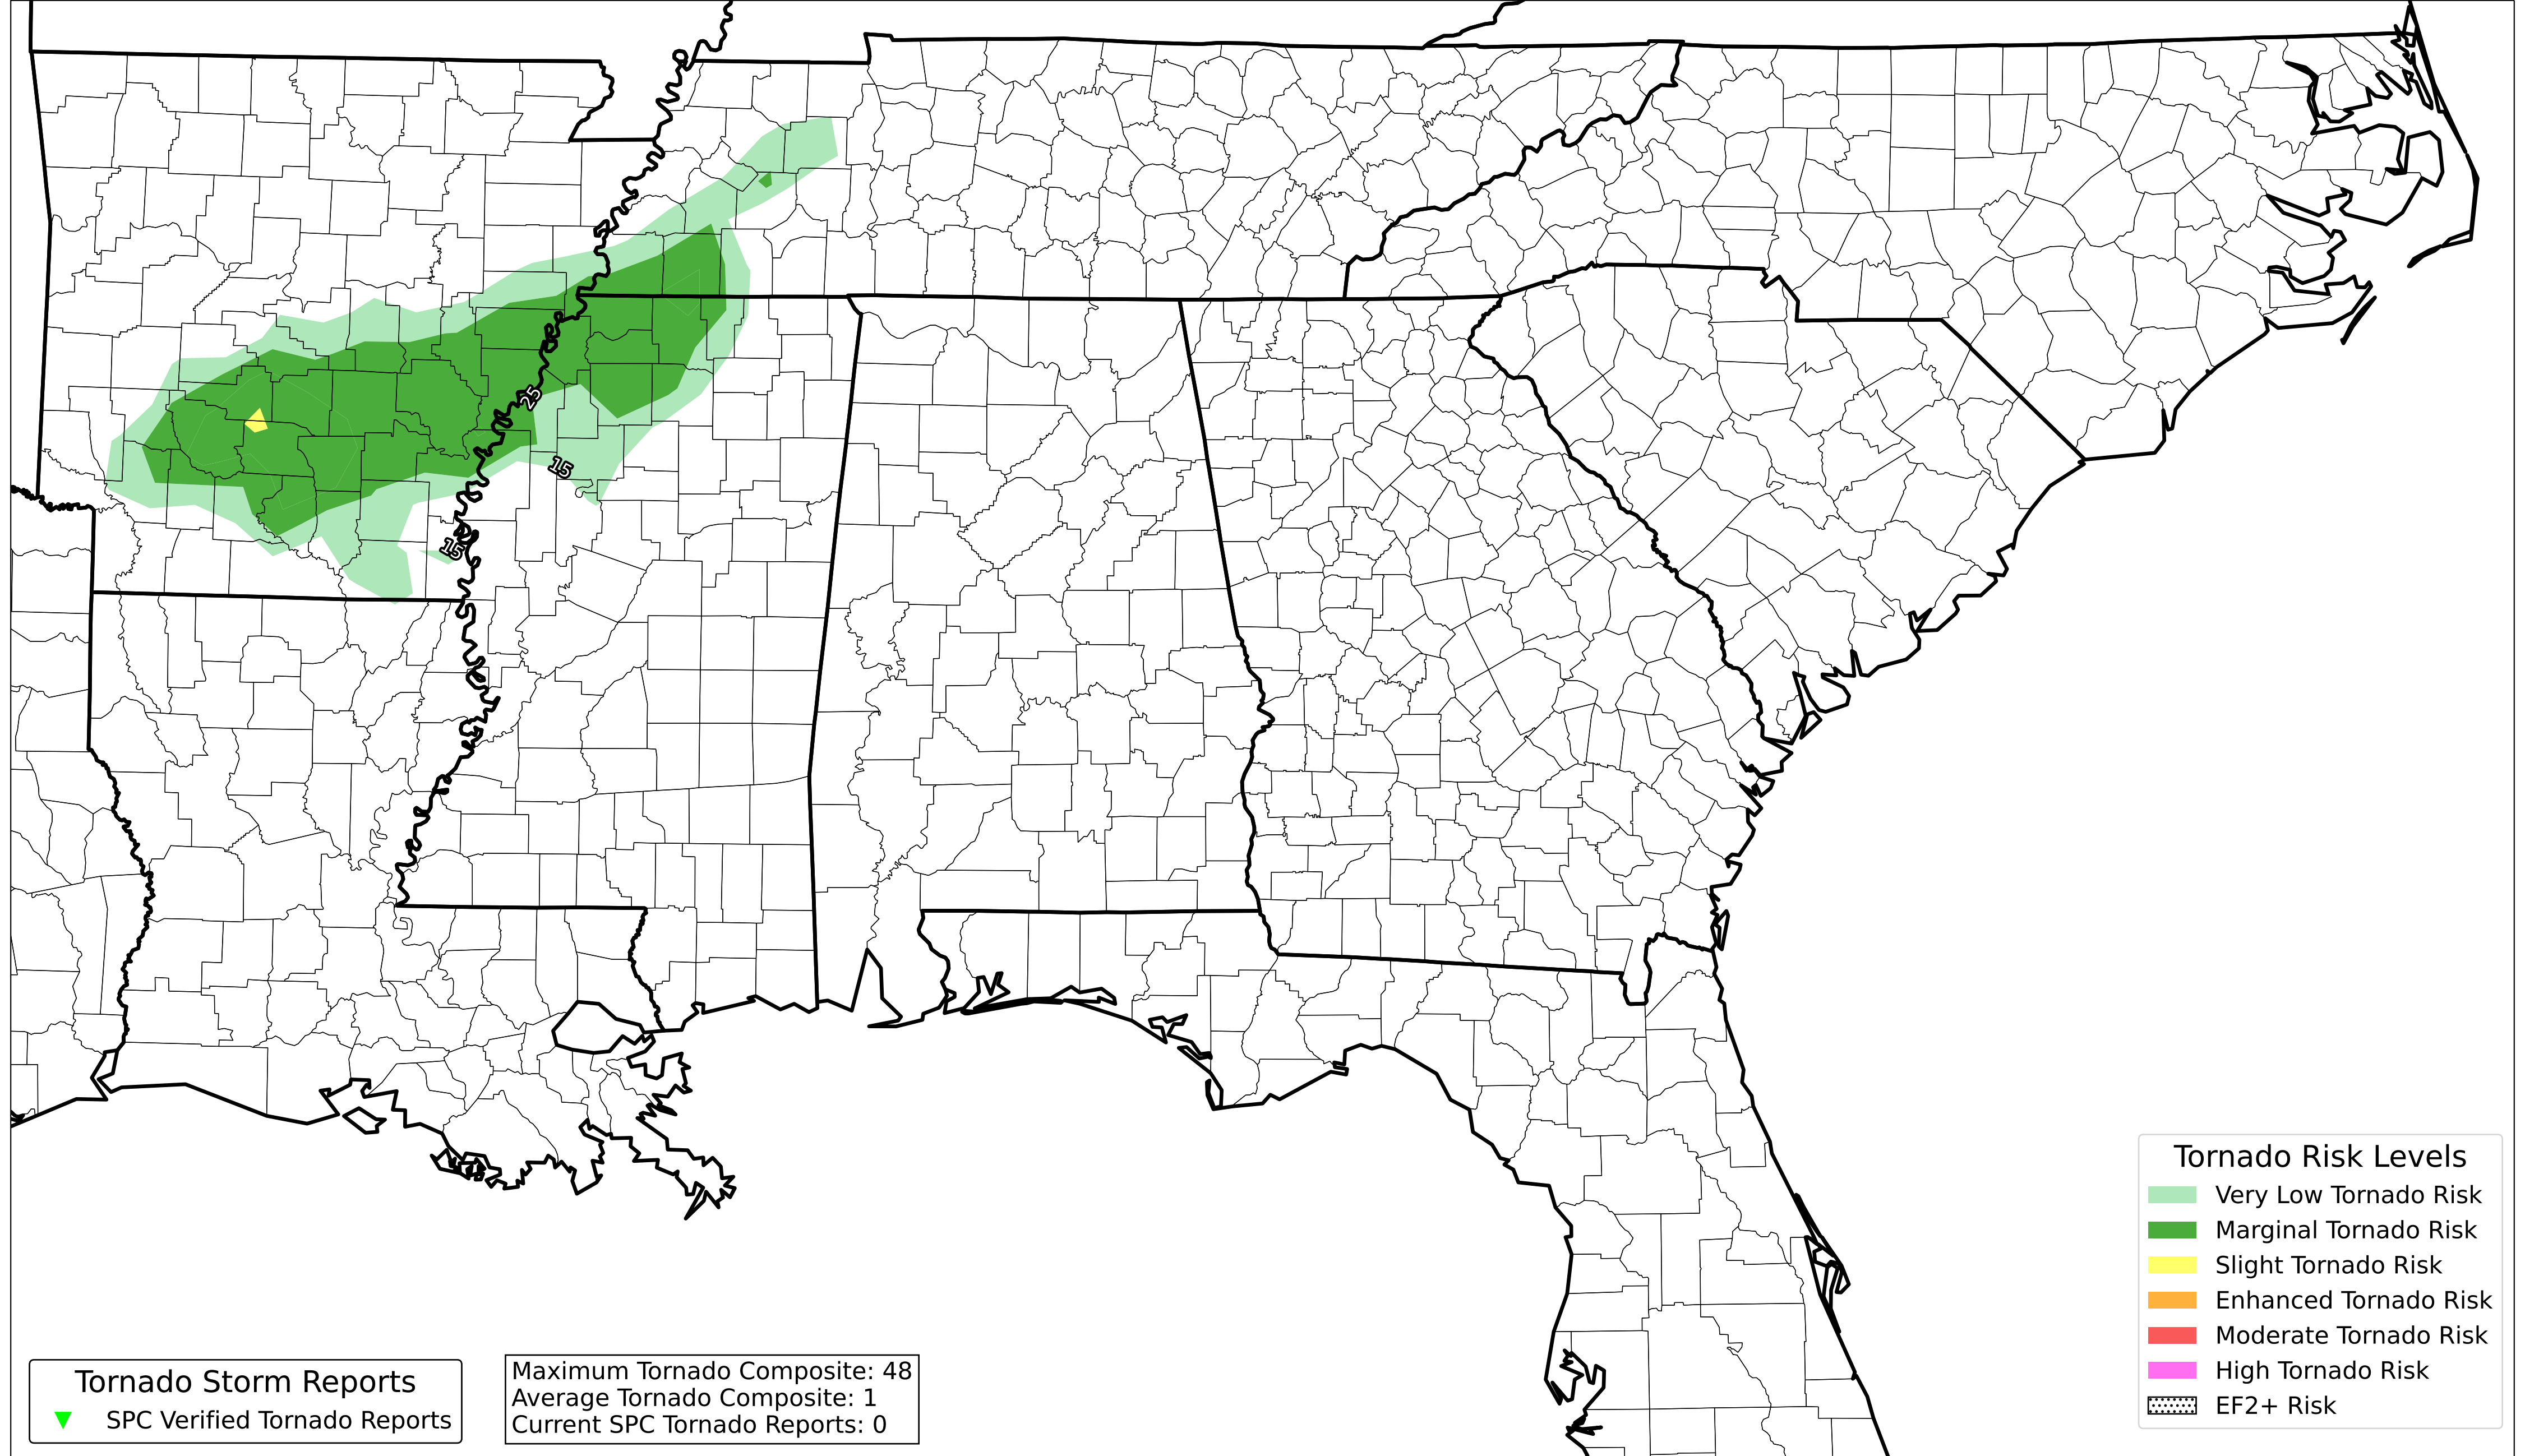 25
15
15
Tornado Risk Levels
Very Low Tornado Risk
Marginal Tornado Risk
Slight Tornado Risk
Enhanced Tornado Risk
Moderate Tornado Risk
High Tornado Risk
EF2+ Risk
Tornado Storm Reports
SPC Verified Tornado Reports
Maximum Tornado Composite: 48
Average Tornado Composite: 1
Current SPC Tornado Reports: 0